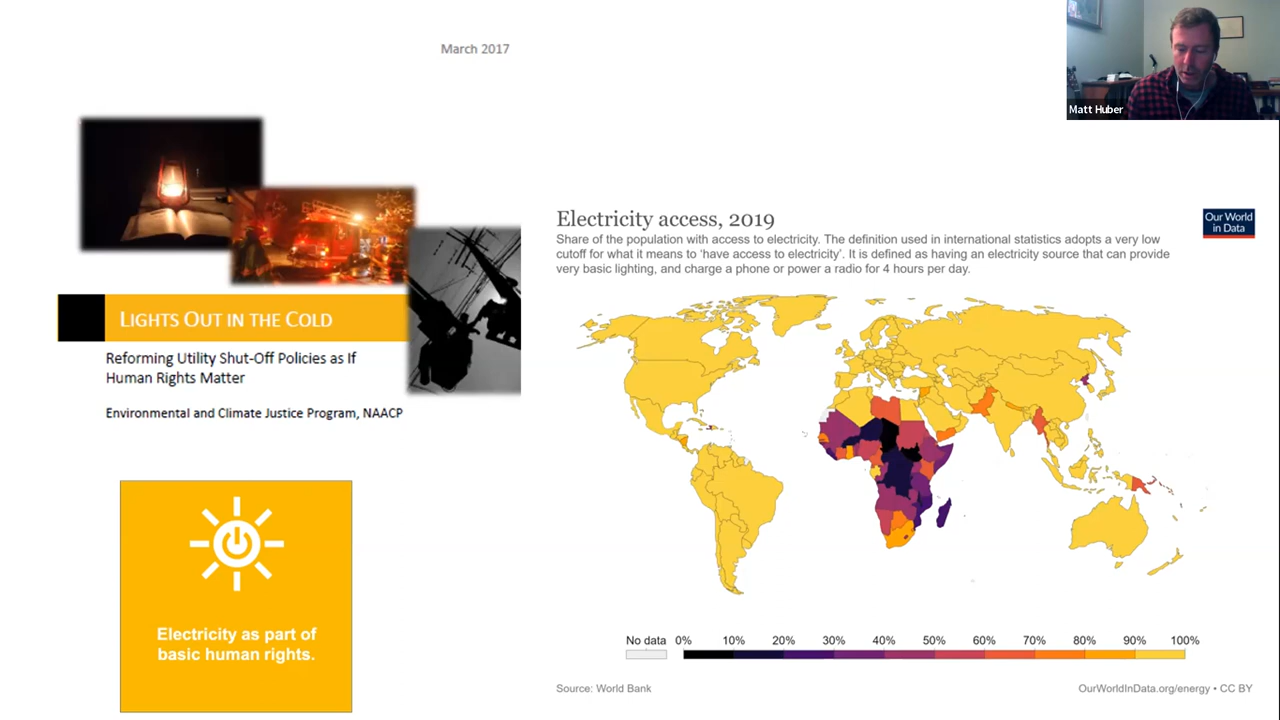 March 2017
LIGHTS OUT IN THE COLD
Reforming Utility Shut-Off Policies as If
Human Rights Matter
Environmental and Climate Justice Program, NAACP
Electricity as part of
basic human rights.
Matt Huber
Electricity access, 2019
Our World
in Data
Share of the population with access to electricity. The definition used in international statistics adopts a very low
cutoff for what it means to ‘have access to electricity’. It is defined as having an electricity source that can provide
very basic lighting, and charge a phone or power a radio for 4 hours per day.
No data 0% 10% 20% 30% 40% 50% 60% 70% 80% 90% 100%
Source: World Bank
OurWorldInData.org/energy • CC BY